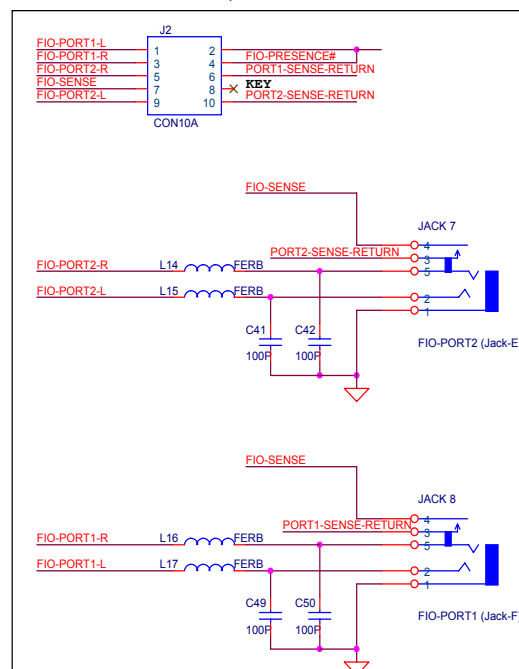 J2
FIO-PORT1-L 1 2
FIO-PORT1-R 3 4 FIO-PRESENCE#
FIO-PORT2-R 5 6 PORT1-SENSE-RETURN
FIO-SENSE 7 8 KEY
FIO-PORT2-L 9 10 PORT2-SENSE-RETURN
CON10A
FIO-SENSE
JACK 7
4
PORT2-SENSE-RETURN 3
FIO-PORT2-R L14 FERB 5
FIO-PORT2-L L15 FERB 2
1
C41 C42
100P 100P
FIO-PORT2 (Jack-E
FIO-SENSE
JACK 8
4
PORT1-SENSE-RETURN 3
FIO-PORT1-R L16 FERB 5
FIO-PORT1-L L17 FERB 2
1
C49 C50
100P 100P
FIO-PORT1 (Jack-F)